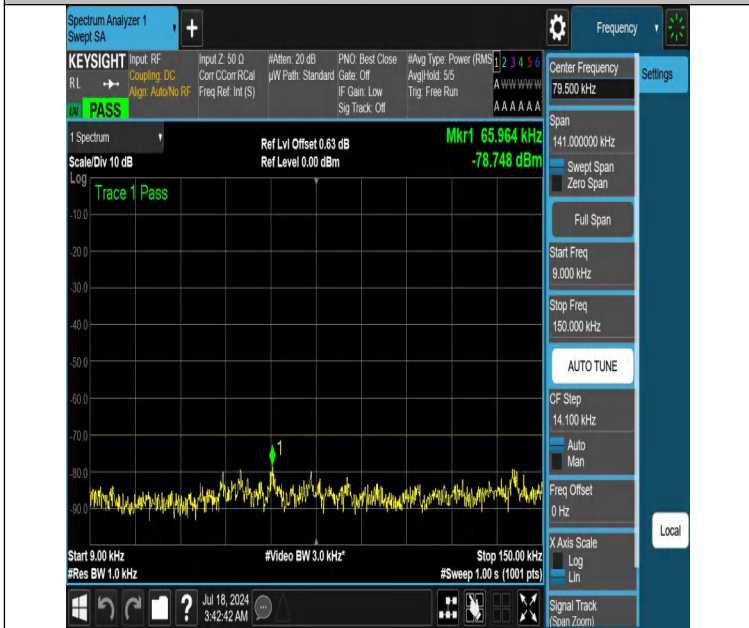 Spectrum Analyzer 1
Swept SA
Frequency
KEYSIGHT
RL
PASS
Input: RF
Coupling: DC
Align: Auto/No RF
Input Z: 50 Ω
Corr CCorr RCal
Freq Ref: Int (S)
#Atten: 20 dB
µW Path: Standard
PNO: Best Close
Gate: Off
IF Gain: Low
Sig Track: Off
#Avg Type: Power (RMS
Avg|Hold: 5/5
Trig: Free Run
1 2 3 4 5 6
A W W W W W
A A A A A A
1 Spectrum
Scale/Div 10 dB
Ref Lvl Offset 0.63 dB
Ref Level 0.00 dBm
Mkr1 65.964 kHz
-78.748 dBm
Log
Trace 1 Pass
-10.0
-20.0
-30.0
-40.0
-50.0
-60.0
-70.0
1
-80.0
-90.0
Start 9.00 kHz
#Res BW 1.0 kHz
#Video BW 3.0 kHz*
Stop 150.00 kHz
#Sweep 1.00 s (1001 pts)
Jul 18, 2024
3:42:42 AM
Center Frequency
79.500 kHz
Settings
Span
141.000000 kHz
Swept Span
Zero Span
Full Span
Start Freq
9.000 kHz
Stop Freq
150.000 kHz
AUTO TUNE
CF Step
14.100 kHz
Auto
Man
Freq Offset
0 Hz
Local
X Axis Scale
Log
Lin
Signal Track
(Span Zoom)